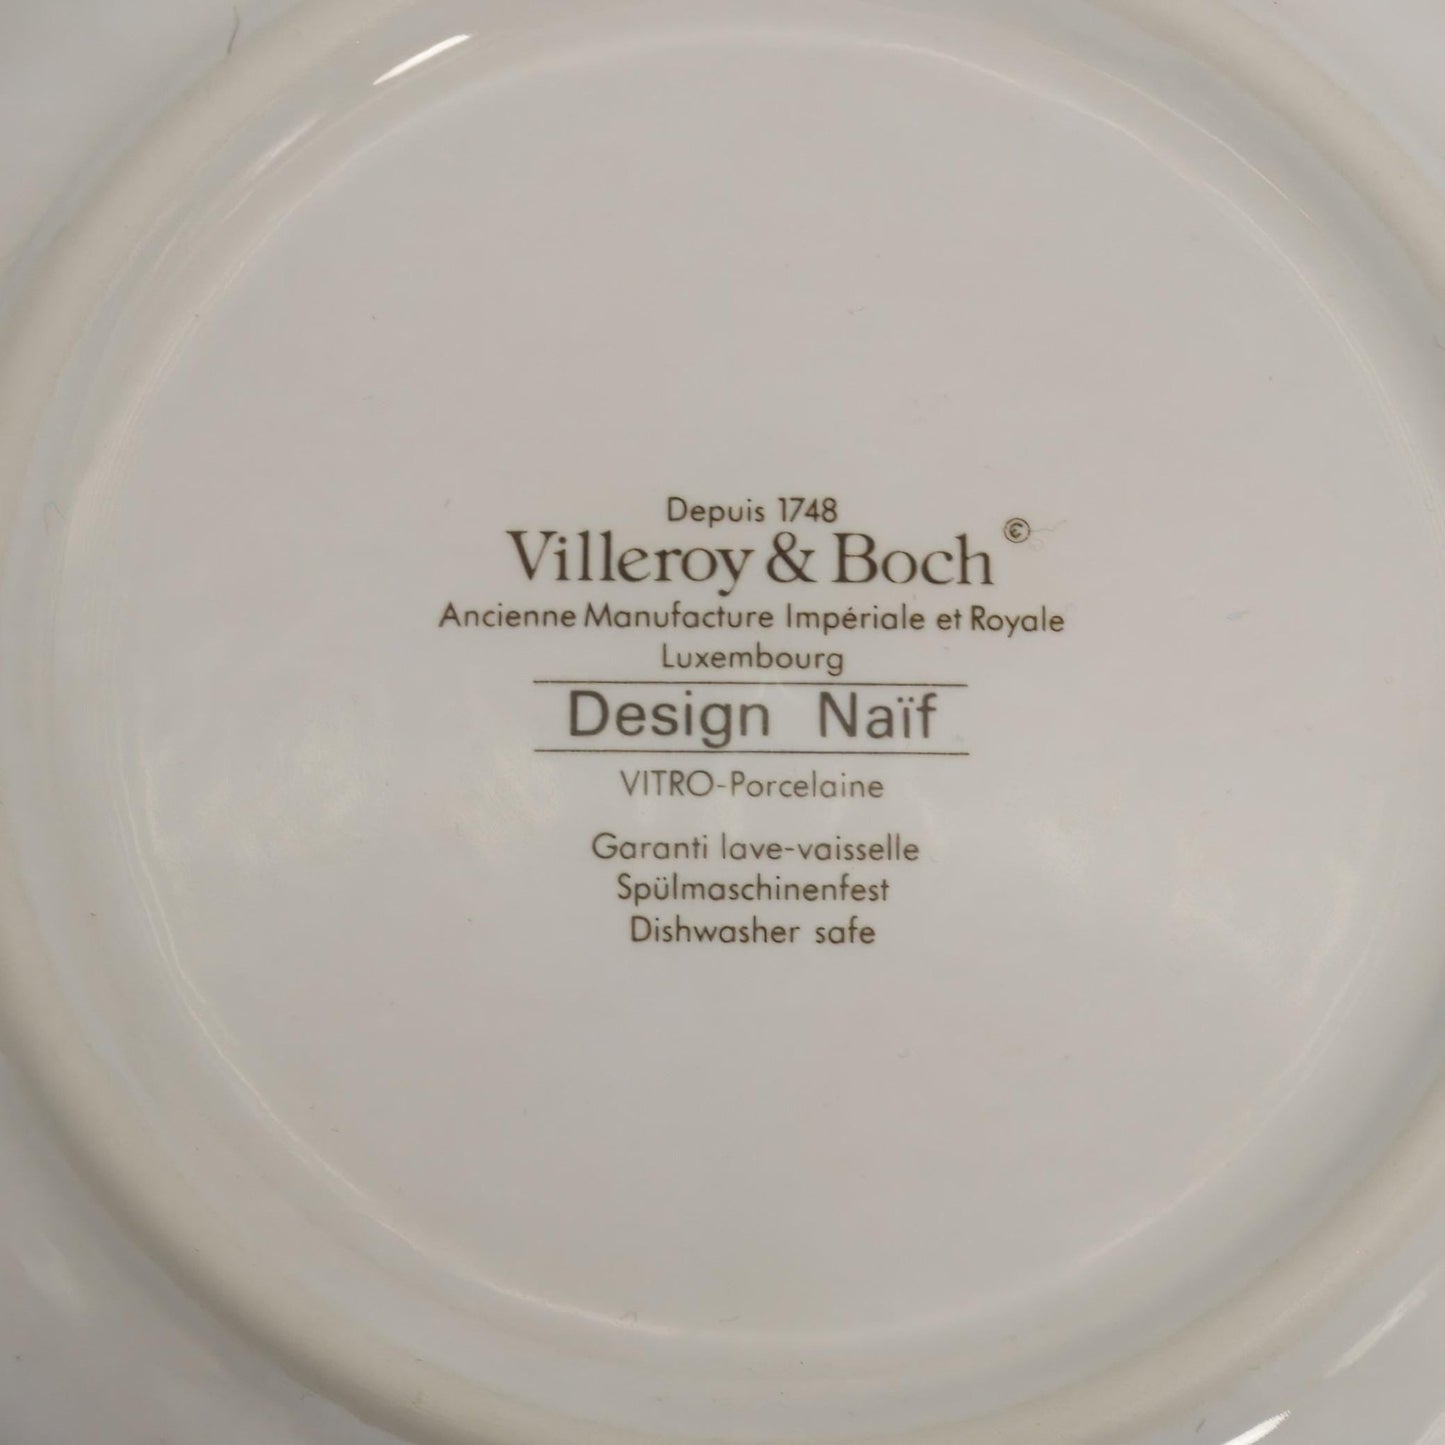 Depuis 1748
Villeroy & Boch ©
Ancienne Manufacture Impériale et Royale
Luxembourg
Design Naïf
VITRO-Porcelaine
Garanti lave-vaisselle
Spülmaschinenfest
Dishwasher safe